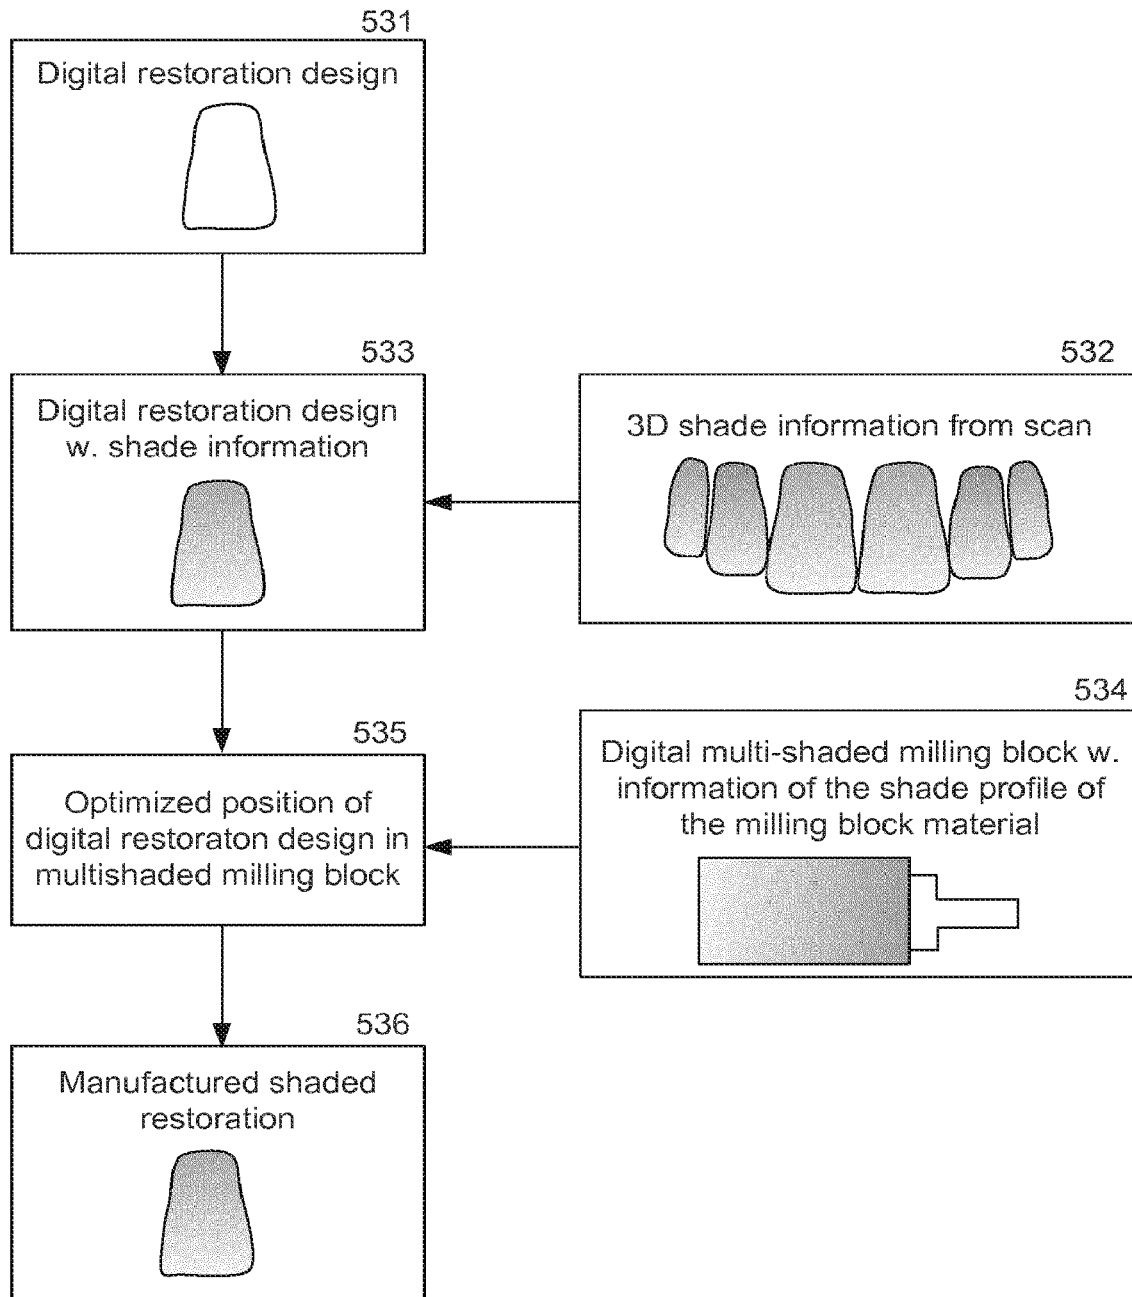 531
Digital restoration design
533
Digital restoration design
w. shade information
532
3D shade information from scan
534
Digital multi-shaded milling block w.
information of the shade profile of
the milling block material
535
Optimized position of
digital restoraton design in
multishaded milling block
536
Manufactured shaded
restoration